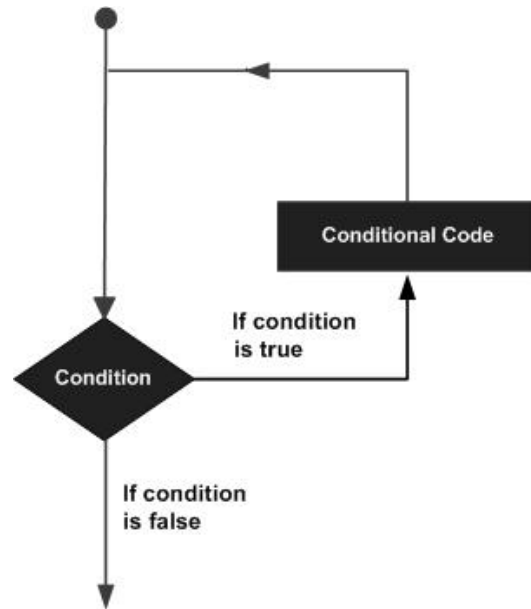 Conditional Code
If condition
is true
Condition
If condition
is false